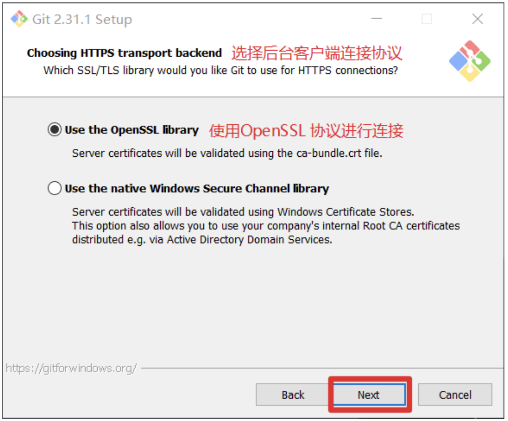 Git 2.31.1 Setup
Choosing HTTPS transport backend 选择后台客户端连接协议
Which SSL/TLS library would you like Git to use for HTTPS connections?
Use the OpenSSL library 使用OpenSSL 协议进行连接
Server certificates will be validated using the ca-bundle.crt file.
Use the native Windows Secure Channel library
Server certificates will be validated using Windows Certificate Stores.
This option also allows you to use your company's internal Root CA certificates
distributed e.g. via Active Directory Domain Services.
https://gitforwindows.org/
Back Next Cancel